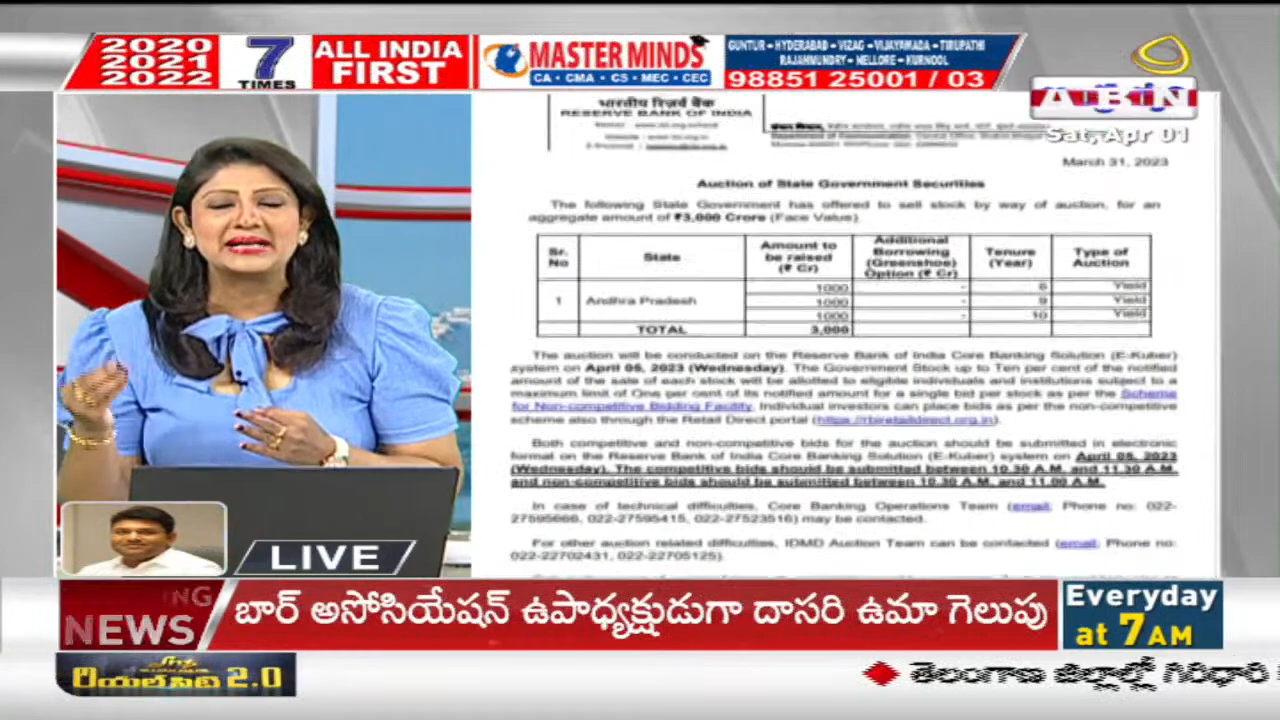 2020
2021
2022
7
TIMES
ALL INDIA
FIRST
MASTER MINDS
CA • CMA • CS • MEC • CEC
GUNTUR - HYDERABAD - VIZAG - VIJAYAWADA - TIRUPATHI
RAJAHMUNDRY - NELLORE - KURNOOL
98851 25001 / 03
ABN
Sat, Apr 01
भारतीय रिज़र्व बैंक
RESERVE BANK OF INDIA
March 31, 2023
Auction of State Government Securities
The following State Government has offered to sell stock by way of auction, for an
aggregate amount of ₹3,000 Crore (Face Value).
Sr. No State Amount to be raised (₹ Cr) Additional Borrowing (Greenshoe) Option (₹ Cr) Tenure (Year) Type of Auction
1 Andhra Pradesh 1000 - 6 Yield
1000 - 9 Yield
1000 - 10 Yield
TOTAL 3,000
The auction will be conducted on the Reserve Bank of India Core Banking Solution (E-Kuber)
system on April 05, 2023 (Wednesday). The Government Stock up to Ten per cent of the notified
amount of the sale of each stock will be allotted to eligible individuals and institutions subject to a
maximum limit of One per cent of its notified amount for a single bid per stock as per the Scheme
for Non-competitive Bidding Facility. Individual investors can place bids as per the non-competitive
scheme also through the Retail Direct portal (https://rbiretaildirect.org.in).
Both competitive and non-competitive bids for the auction should be submitted in electronic
format on the Reserve Bank of India Core Banking Solution (E-Kuber) system on April 05, 2023
(Wednesday). The competitive bids should be submitted between 10.30 A.M. and 11.30 A.M.
and non-competitive bids should be submitted between 10.30 A.M. and 11.00 A.M.
In case of technical difficulties, Core Banking Operations Team (email; Phone no: 022-
27595666, 022-27595415, 022-27523516) may be contacted.
For other auction related difficulties, IDMD Auction Team can be contacted (email; Phone no:
022-22702431, 022-22705125).
LIVE
NEWS
బార్ అసోసియేషన్ ఉపాధ్యక్షుడుగా దాసరి ఉమా గెలుపు
Everyday
at 7 AM
రియల్‌సిటీ 2.0
తెలంగాణ జిల్లాల్లో గిరిధారి